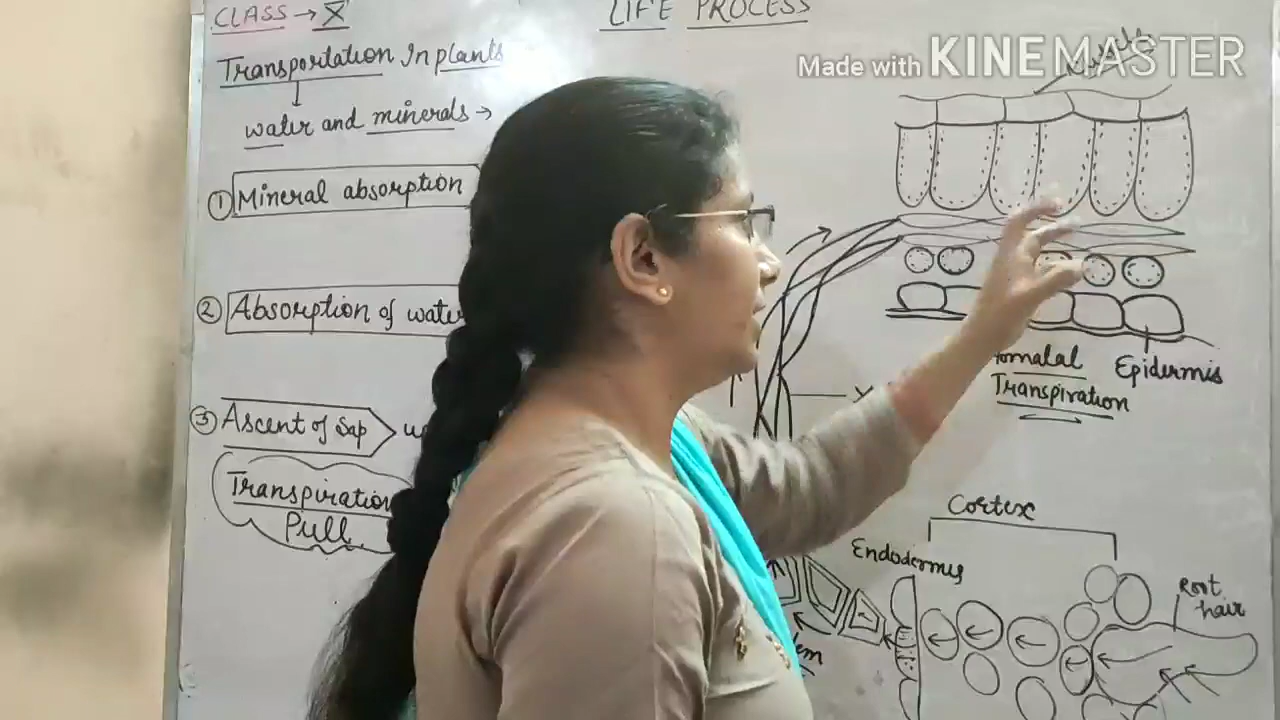 CLASS → X
LIFE PROCESS
Made with KINEMASTER
Transportation In plants
water and minerals →
① Mineral absorption
② Absorption of wate
③ Ascent of Sap
Transpiration
Pull
Transpiration
Epidermis
Cortex
Endodermis
Root
hair